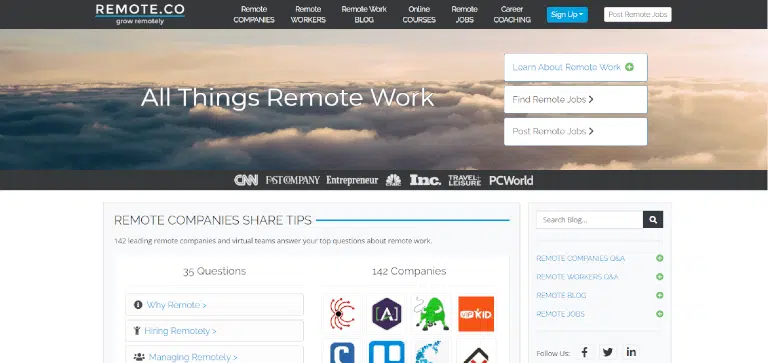 REMOTE.CO
grow remotely
Remote COMPANIES
Remote WORKERS
Remote Work BLOG
Online COURSES
Remote JOBS
Career COACHING
Sign Up
Post Remote Jobs
All Things Remote Work
Learn About Remote Work
Find Remote Jobs >
Post Remote Jobs >
CNN FAST COMPANY Entrepreneur Inc. TRAVEL+ LEISURE PCWorld
REMOTE COMPANIES SHARE TIPS
142 leading remote companies and virtual teams answer your top questions about remote work.
35 Questions
142 Companies
Why Remote >
Hiring Remotely >
Managing Remotely >
[A]
VIPKID
Search Blog...
REMOTE COMPANIES Q&A
REMOTE WORKERS Q&A
REMOTE BLOG
REMOTE JOBS
Follow Us: